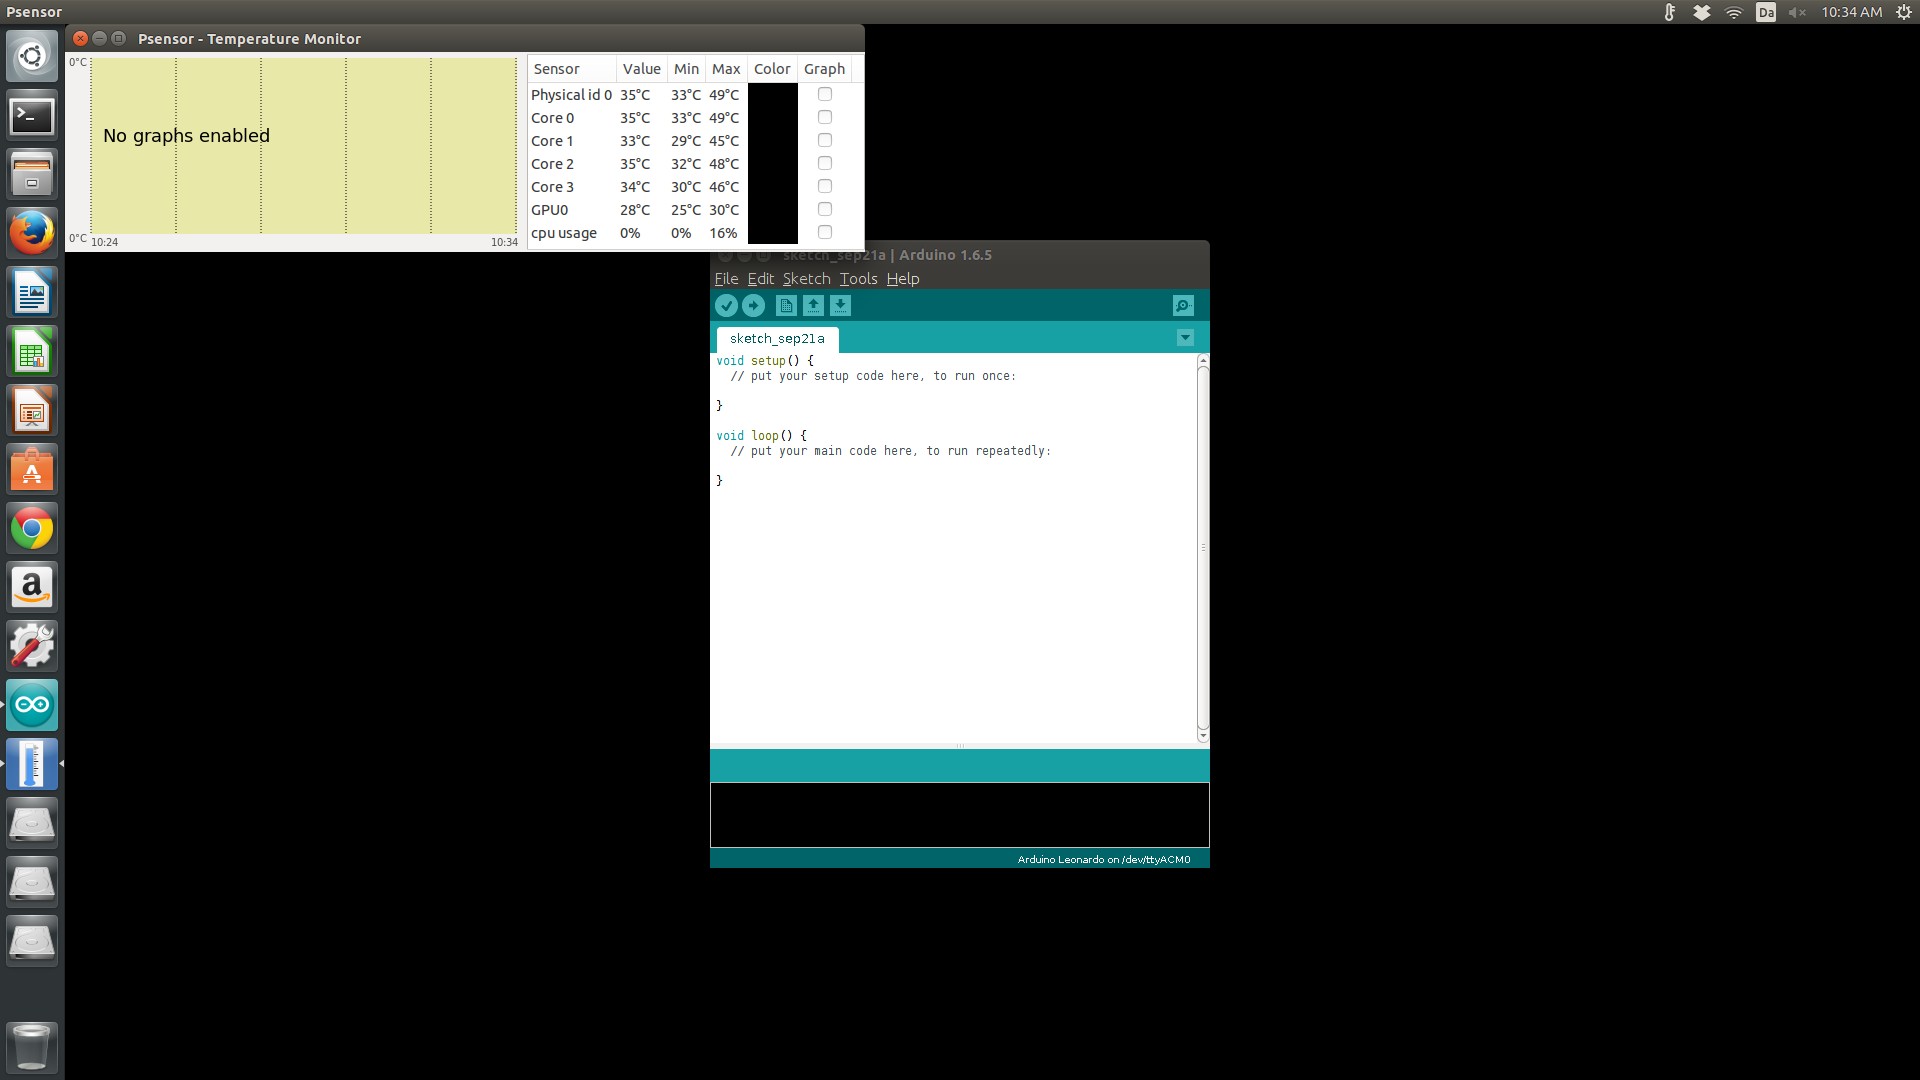 Psensor
Da
10:34 AM
Psensor - Temperature Monitor
0°C
No graphs enabled
0°C
10:24
10:34
Sensor Value Min Max Color Graph
Physical id 0 35°C 33°C 49°C
Core 0 35°C 33°C 49°C
Core 1 33°C 29°C 45°C
Core 2 35°C 32°C 48°C
Core 3 34°C 30°C 46°C
GPU0 28°C 25°C 30°C
cpu usage 0% 0% 16%
sketch_sep21a | Arduino 1.6.5
File Edit Sketch Tools Help
sketch_sep21a
void setup() {
// put your setup code here, to run once:
}
void loop() {
// put your main code here, to run repeatedly:
}
Arduino Leonardo on /dev/ttyACM0